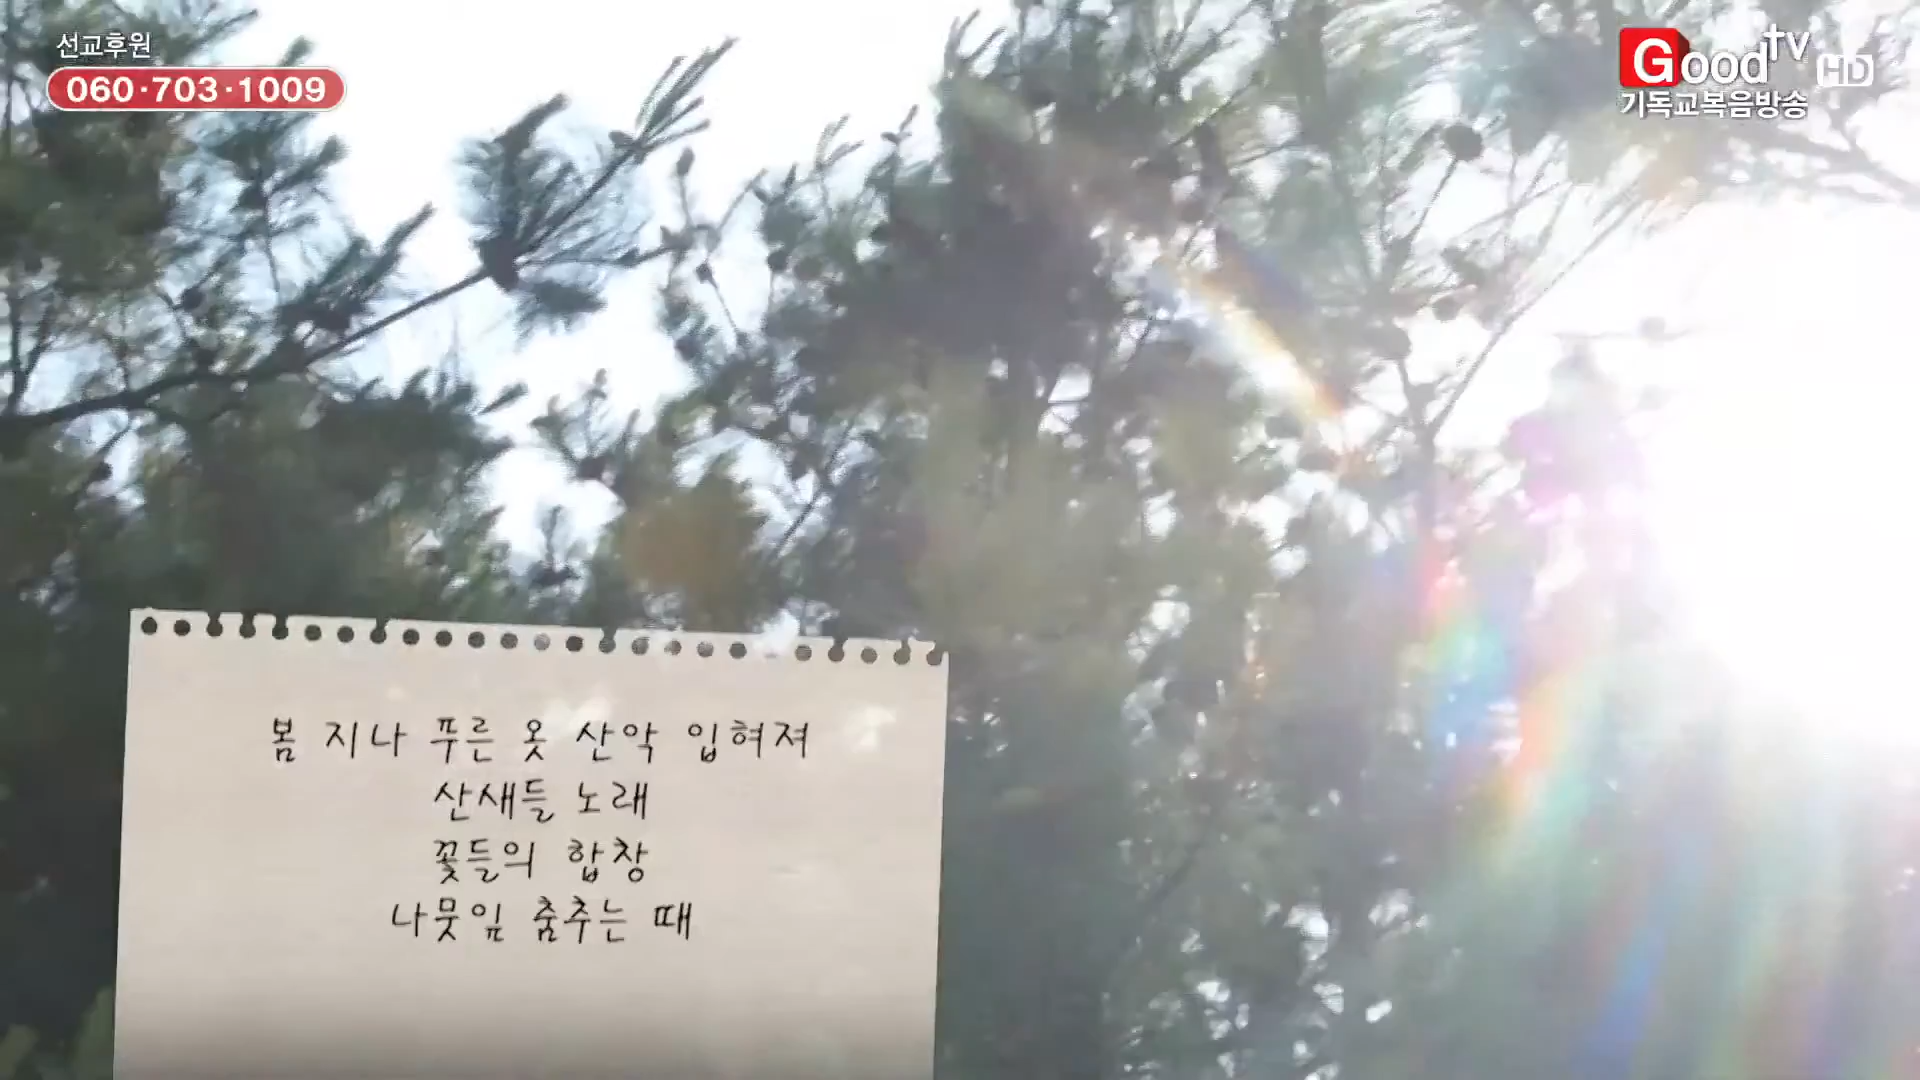 선교후원
060·703·1009
Goodtv HD
기독교복음방송
봄 지나 푸른 옷 산악 입혀져
산새들 노래
꽃들의 합창
나뭇잎 춤추는 때